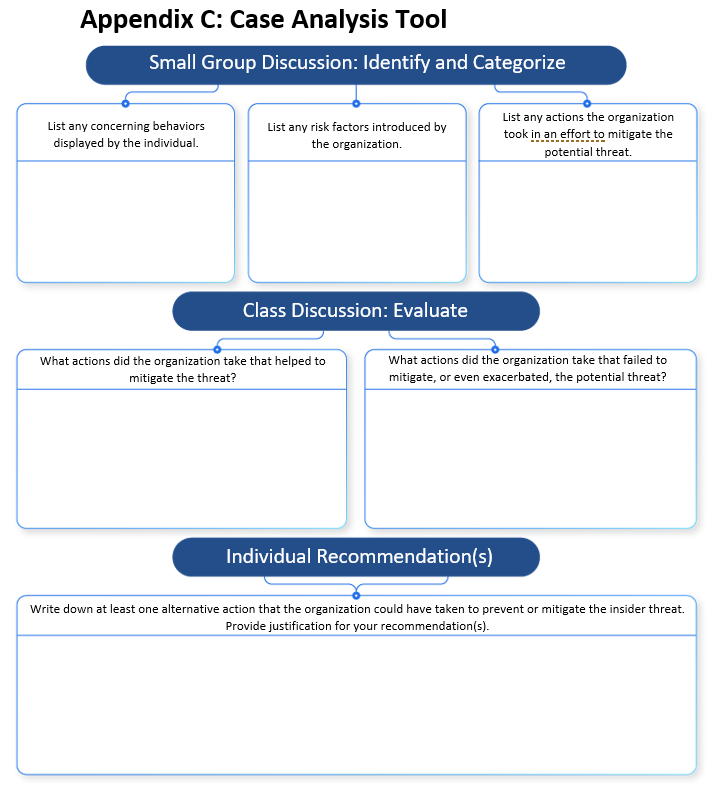 Appendix C: Case Analysis Tool
Small Group Discussion: Identify and Categorize
List any concerning behaviors
displayed by the individual.
List any risk factors introduced by
the organization.
List any actions the organization
took in an effort to mitigate the
potential threat.
Class Discussion: Evaluate
What actions did the organization take that helped to
mitigate the threat?
What actions did the organization take that failed to
mitigate, or even exacerbated, the potential threat?
Individual Recommendation(s)
Write down at least one alternative action that the organization could have taken to prevent or mitigate the insider threat.
Provide justification for your recommendation(s).